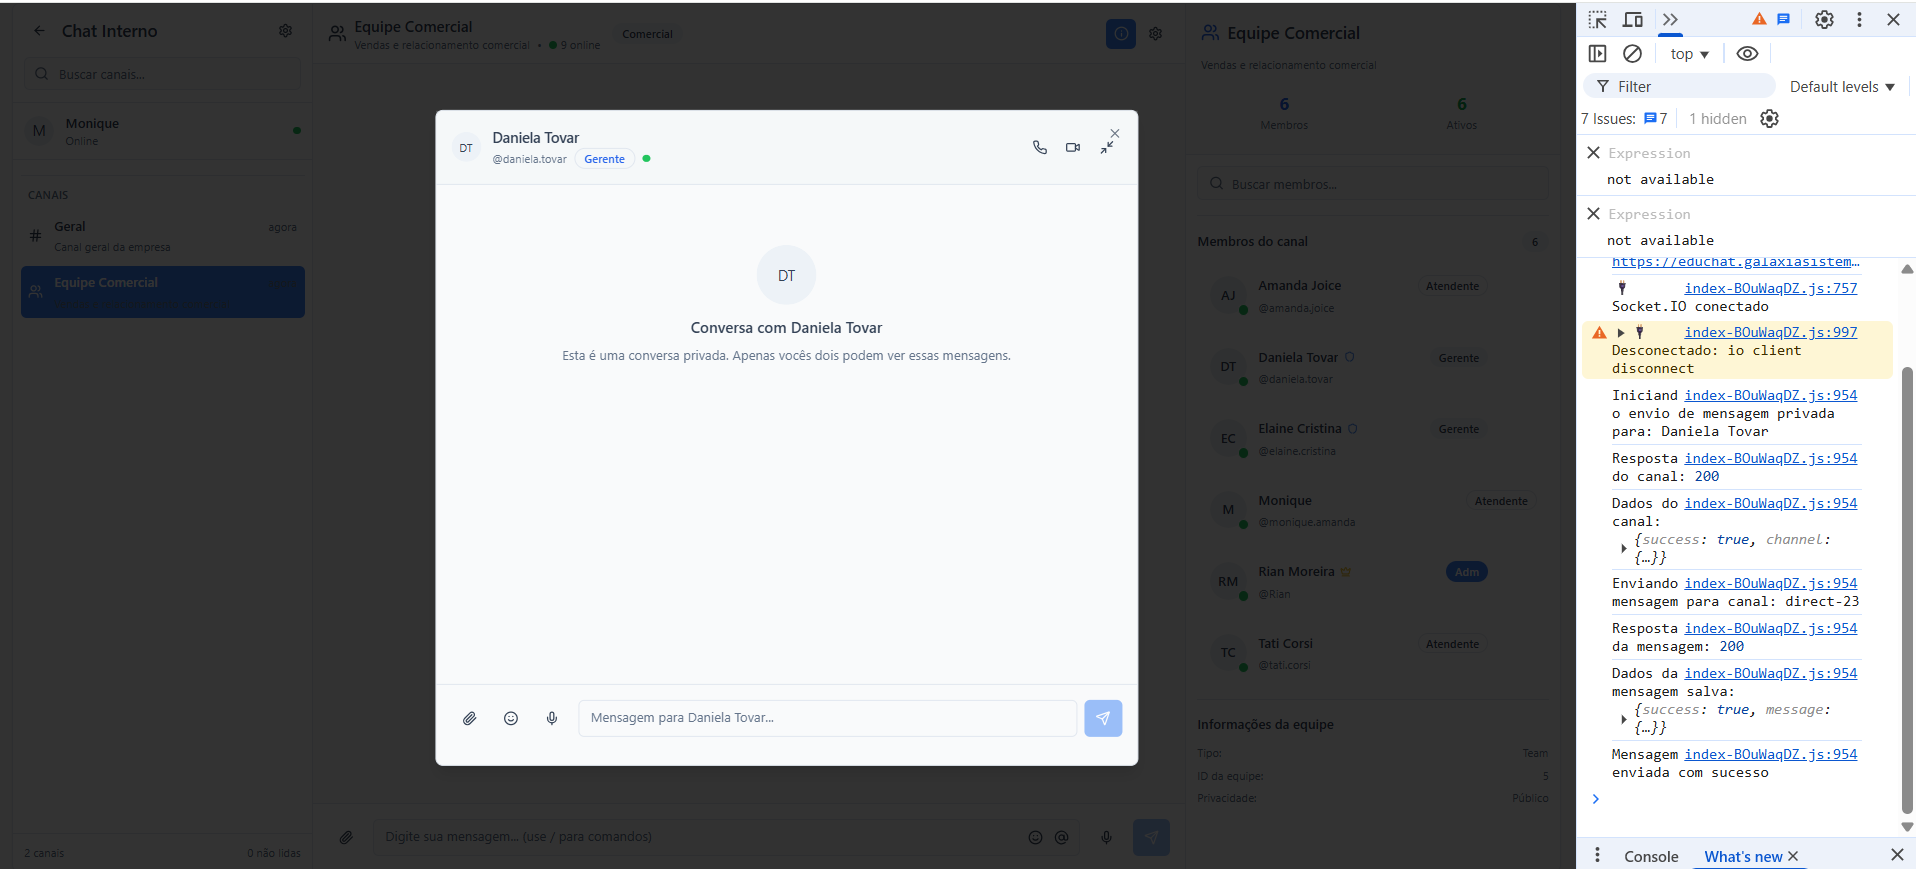 Chat Interno
Buscar canais...
M
Monique
Online
CANAIS
Geral
agora
Canal geral da empresa
Equipe Comercial
2 canais
0 não lidas
Equipe Comercial
Comercial
Vendas e relacionamento comercial • 9 online
DT
Daniela Tovar
@daniela.tovar
Gerente
DT
Conversa com Daniela Tovar
Esta é uma conversa privada. Apenas vocês dois podem ver essas mensagens.
Mensagem para Daniela Tovar...
Digite sua mensagem... (use / para comandos)
Equipe Comercial
Vendas e relacionamento comercial
6
6
Membros
Ativos
Buscar membros...
Membros do canal
6
AJ
Amanda Joice
Atendente
@amanda.joice
DT
Daniela Tovar
Gerente
@daniela.tovar
EC
Elaine Cristina
Gerente
@elaine.cristina
M
Monique
Atendente
@monique.amanda
RM
Rian Moreira
Adm
@Rian
TC
Tati Corsi
Atendente
@tati.corsi
Informações da equipe
Tipo:
Team
ID da equipe:
5
Privacidade:
Público
top
Filter
Default levels
7 Issues:
7
1 hidden
Expression
not available
Expression
not available
https://educhat.galaxiasistem…
index-BOuWaqDZ.js:757
Socket.IO conectado
index-BOuWaqDZ.js:997
Desconectado: io client
disconnect
Iniciand index-BOuWaqDZ.js:954
o envio de mensagem privada
para: Daniela Tovar
Resposta index-BOuWaqDZ.js:954
do canal: 200
Dados do index-BOuWaqDZ.js:954
canal:
{success: true, channel:
{…}}
Enviando index-BOuWaqDZ.js:954
mensagem para canal: direct-23
Resposta index-BOuWaqDZ.js:954
da mensagem: 200
Dados da index-BOuWaqDZ.js:954
mensagem salva:
{success: true, message:
{…}}
Mensagem index-BOuWaqDZ.js:954
enviada com sucesso
Console
What's new